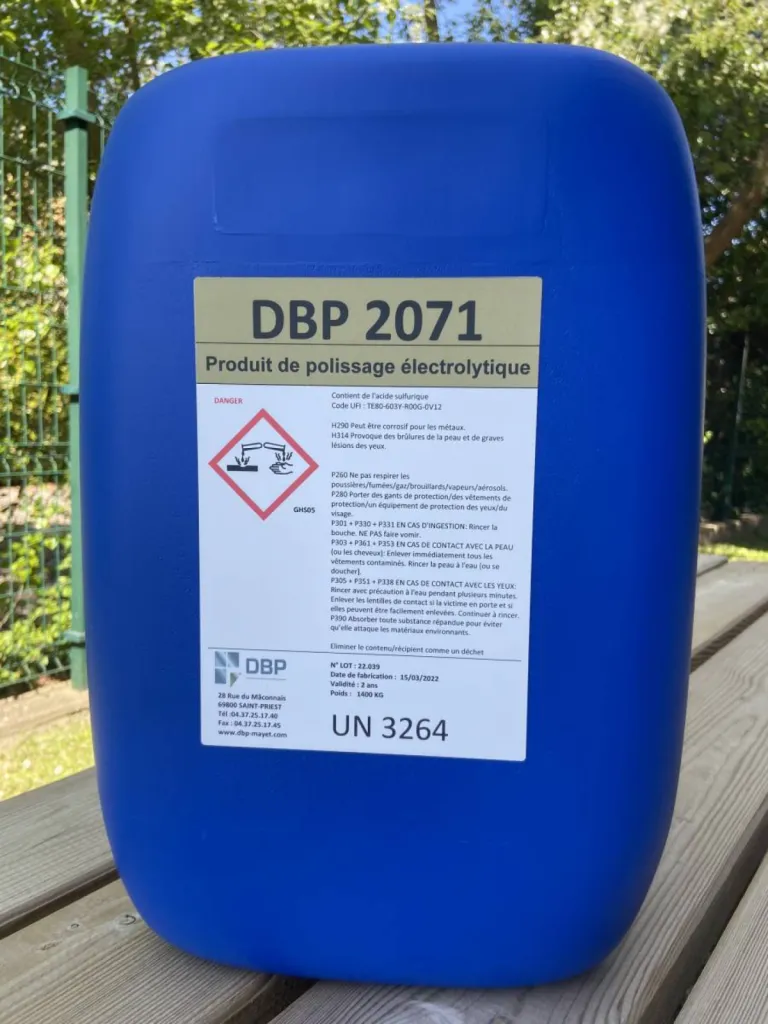 DBP 2071
Produit de polissage électrolytique
DANGER
GHS05
Contient de l'acide sulfurique
Code UFI : TE80-603Y-R00G-0V12
H290 Peut être corrosif pour les métaux.
H314 Provoque des brûlures de la peau et de graves
lésions des yeux.
P260 Ne pas respirer les
poussières/fumées/gaz/brouillards/vapeurs/aérosols.
P280 Porter des gants de protection/des vêtements de
protection/un équipement de protection des yeux/du
visage.
P301 + P330 + P331 EN CAS D'INGESTION: Rincer la
bouche. NE PAS faire vomir.
P303 + P361 + P353 EN CAS DE CONTACT AVEC LA PEAU
(ou les cheveux): Enlever immédiatement tous les
vêtements contaminés. Rincer la peau à l'eau (ou se
doucher).
P305 + P351 + P338 EN CAS DE CONTACT AVEC LES YEUX:
Rincer avec précaution à l'eau pendant plusieurs minutes.
Enlever les lentilles de contact si la victime en porte et si
elles peuvent être facilement enlevées. Continuer à rincer.
P390 Absorber toute substance répandue pour éviter
qu'elle attaque les matériaux environnants.
Eliminer le contenu/récipient comme un déchet
DBP
28 Rue du Mâconnais
69800 SAINT-PRIEST
Tél :04.37.25.17.40
Fax : 04.37.25.17.45
www.dbp-mayet.com
N° LOT : 22.039
Date de fabrication : 15/03/2022
Validité : 2 ans
Poids : 1400 KG
UN 3264